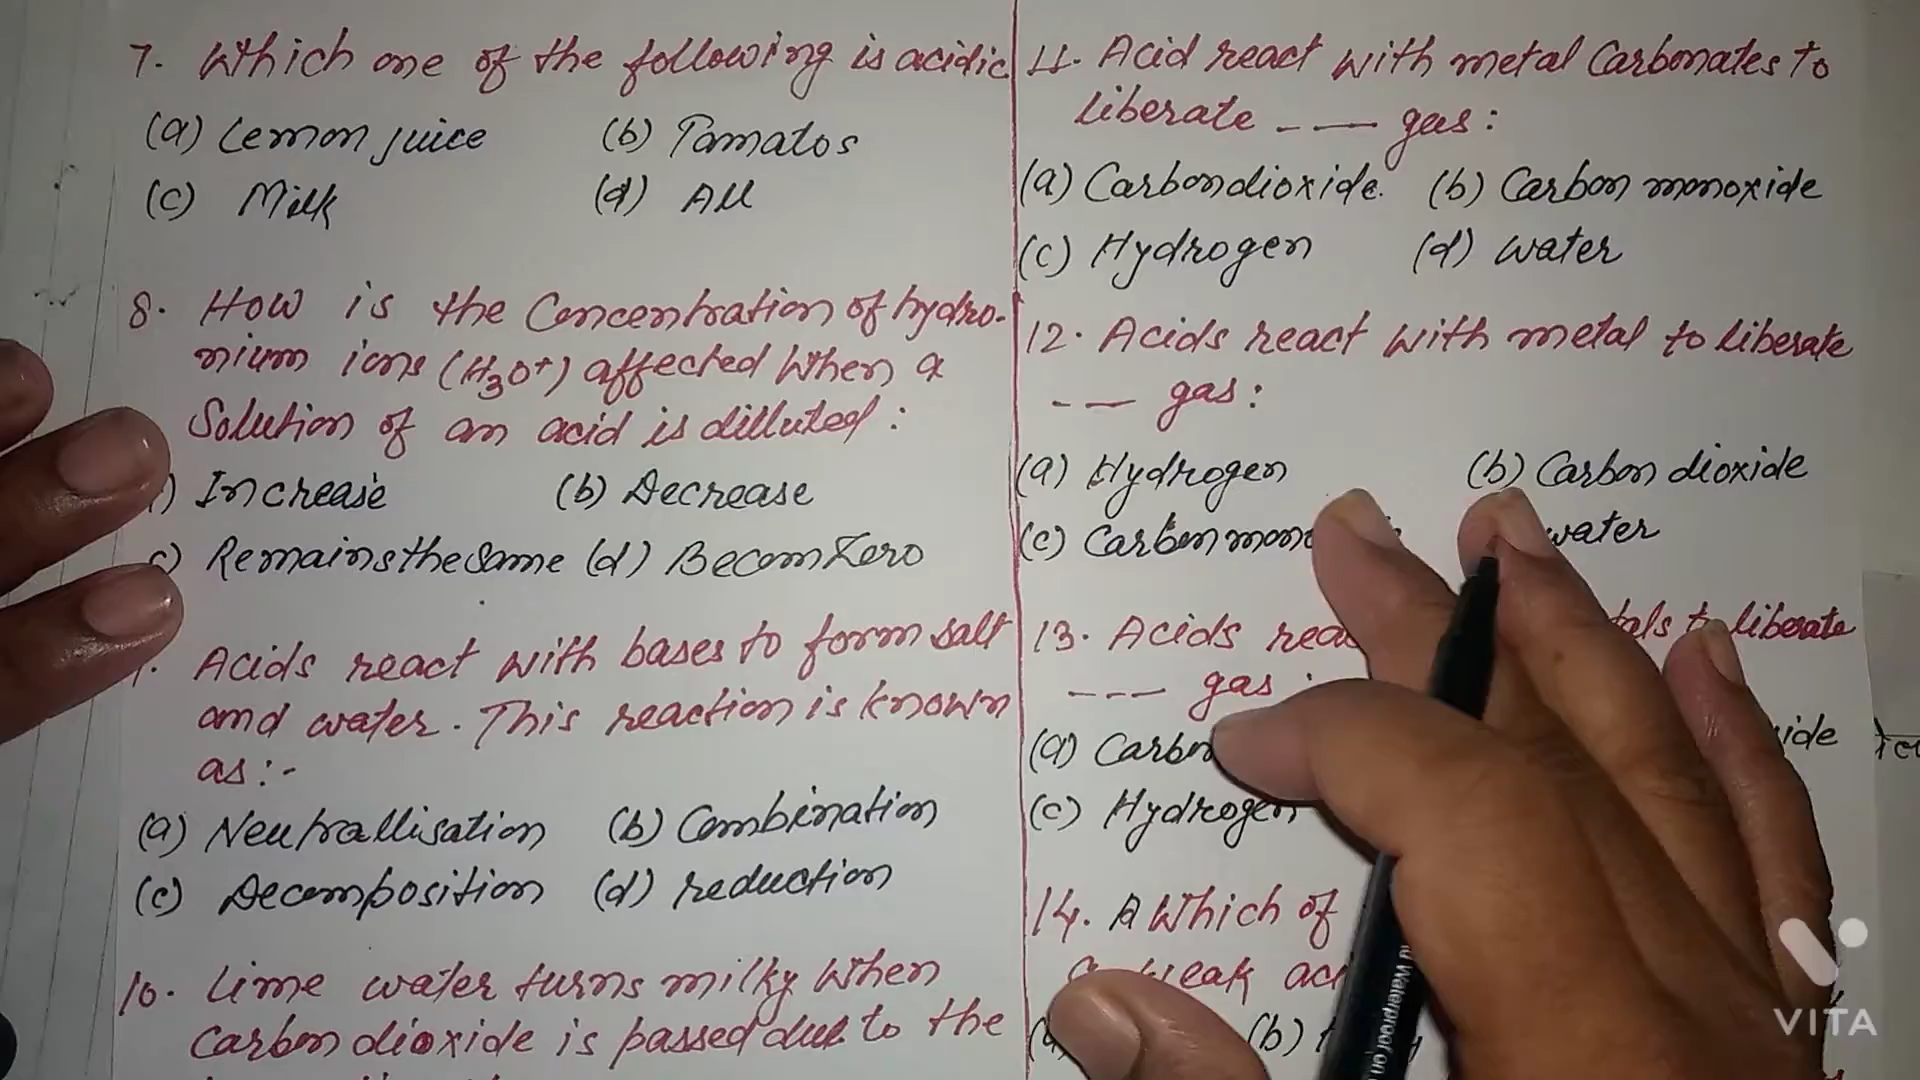 7. Which one of the following is acidic
(a) Lemon juice (b) Tamatos
(c) Milk (d) All
8. How is the Concentration of hydro-
nium ions (H3O+) affected When a
Solution of an acid is dilluted :
) Increase (b) Decrease
c) Remains the same (d) Becom Zero
Acids react with bases to form salt
and water. This reaction is known
as :-
(a) Neutrallisation (b) Combination
(c) Decomposition (d) reduction
10. Lime water turns milky When
Carbon dioxide is passed due to the
11. Acid react with metal Carbonates to
liberate --- gas :
(a) Carbondioxide. (b) Carbon monoxide
(c) Hydrogen (d) water
12. Acids react with metal to liberate
-- gas :
(a) Hydrogen (b) Carbon dioxide
(c) Carbon water
13. Acids to liberate
--- gas
(a)
(c) Hydrogen
14. Which of
weak
(b)
VITA